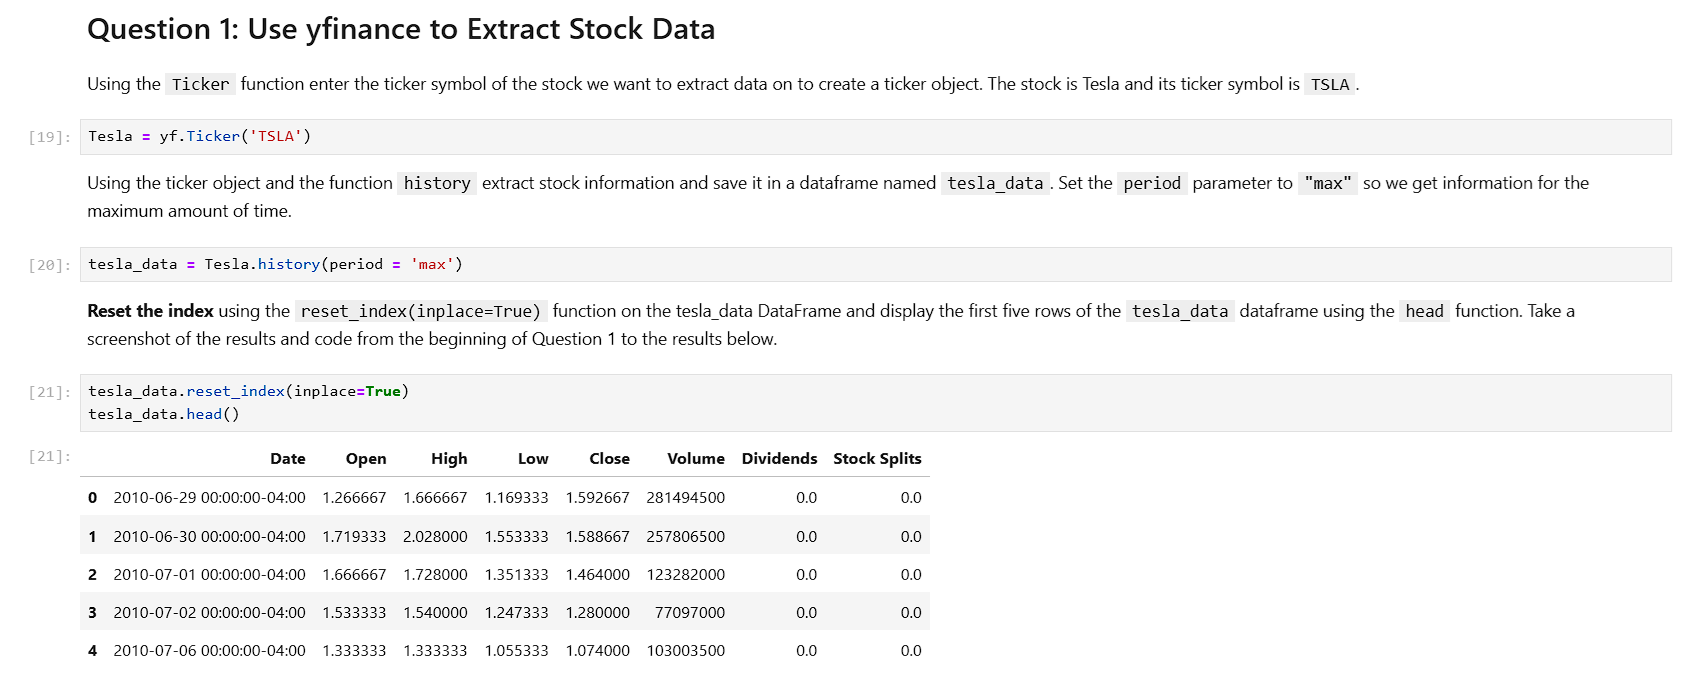 Question 1: Use yfinance to Extract Stock Data
Using the Ticker function enter the ticker symbol of the stock we want to extract data on to create a ticker object. The stock is Tesla and its ticker symbol is TSLA.
[19]: Tesla = yf.Ticker('TSLA')
Using the ticker object and the function history extract stock information and save it in a dataframe named tesla_data. Set the period parameter to "max" so we get information for the
maximum amount of time.
[20]: tesla_data = Tesla.history(period = 'max')
Reset the index using the reset_index(inplace=True) function on the tesla_data DataFrame and display the first five rows of the tesla_data dataframe using the head function. Take a
screenshot of the results and code from the beginning of Question 1 to the results below.
[21]: tesla_data.reset_index(inplace=True)
tesla_data.head()
[21]: Date Open High Low Close Volume Dividends Stock Splits
0 2010-06-29 00:00:00-04:00 1.266667 1.666667 1.169333 1.592667 281494500 0.0 0.0
1 2010-06-30 00:00:00-04:00 1.719333 2.028000 1.553333 1.588667 257806500 0.0 0.0
2 2010-07-01 00:00:00-04:00 1.666667 1.728000 1.351333 1.464000 123282000 0.0 0.0
3 2010-07-02 00:00:00-04:00 1.533333 1.540000 1.247333 1.280000 77097000 0.0 0.0
4 2010-07-06 00:00:00-04:00 1.333333 1.333333 1.055333 1.074000 103003500 0.0 0.0